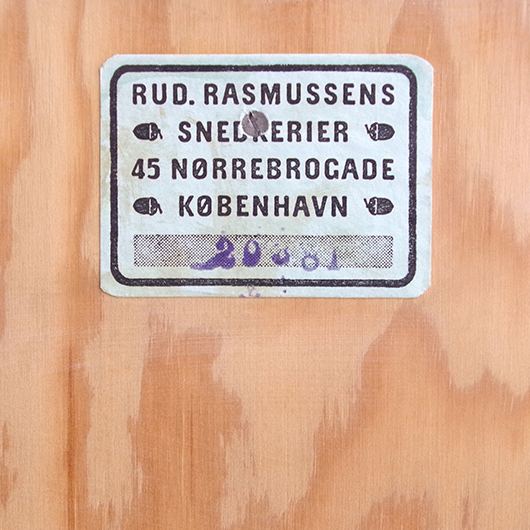 RUD. RASMUSSENS
SNEDKERIER
45 NØRREBROGADE
KØBENHAVN